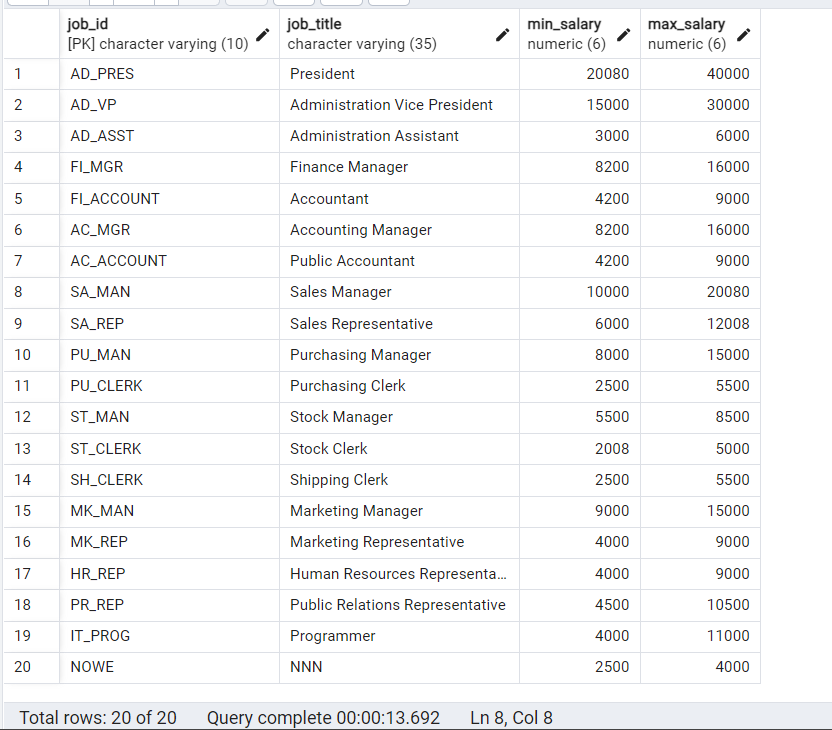 job_id job_title min_salary max_salary
[PK] character varying (10) character varying (35) numeric (6) numeric (6)
1 AD_PRES President 20080 40000
2 AD_VP Administration Vice President 15000 30000
3 AD_ASST Administration Assistant 3000 6000
4 FI_MGR Finance Manager 8200 16000
5 FI_ACCOUNT Accountant 4200 9000
6 AC_MGR Accounting Manager 8200 16000
7 AC_ACCOUNT Public Accountant 4200 9000
8 SA_MAN Sales Manager 10000 20080
9 SA_REP Sales Representative 6000 12008
10 PU_MAN Purchasing Manager 8000 15000
11 PU_CLERK Purchasing Clerk 2500 5500
12 ST_MAN Stock Manager 5500 8500
13 ST_CLERK Stock Clerk 2008 5000
14 SH_CLERK Shipping Clerk 2500 5500
15 MK_MAN Marketing Manager 9000 15000
16 MK_REP Marketing Representative 4000 9000
17 HR_REP Human Resources Representa... 4000 9000
18 PR_REP Public Relations Representative 4500 10500
19 IT_PROG Programmer 4000 11000
20 NOWE NNN 2500 4000
Total rows: 20 of 20 Query complete 00:00:13.692 Ln 8, Col 8